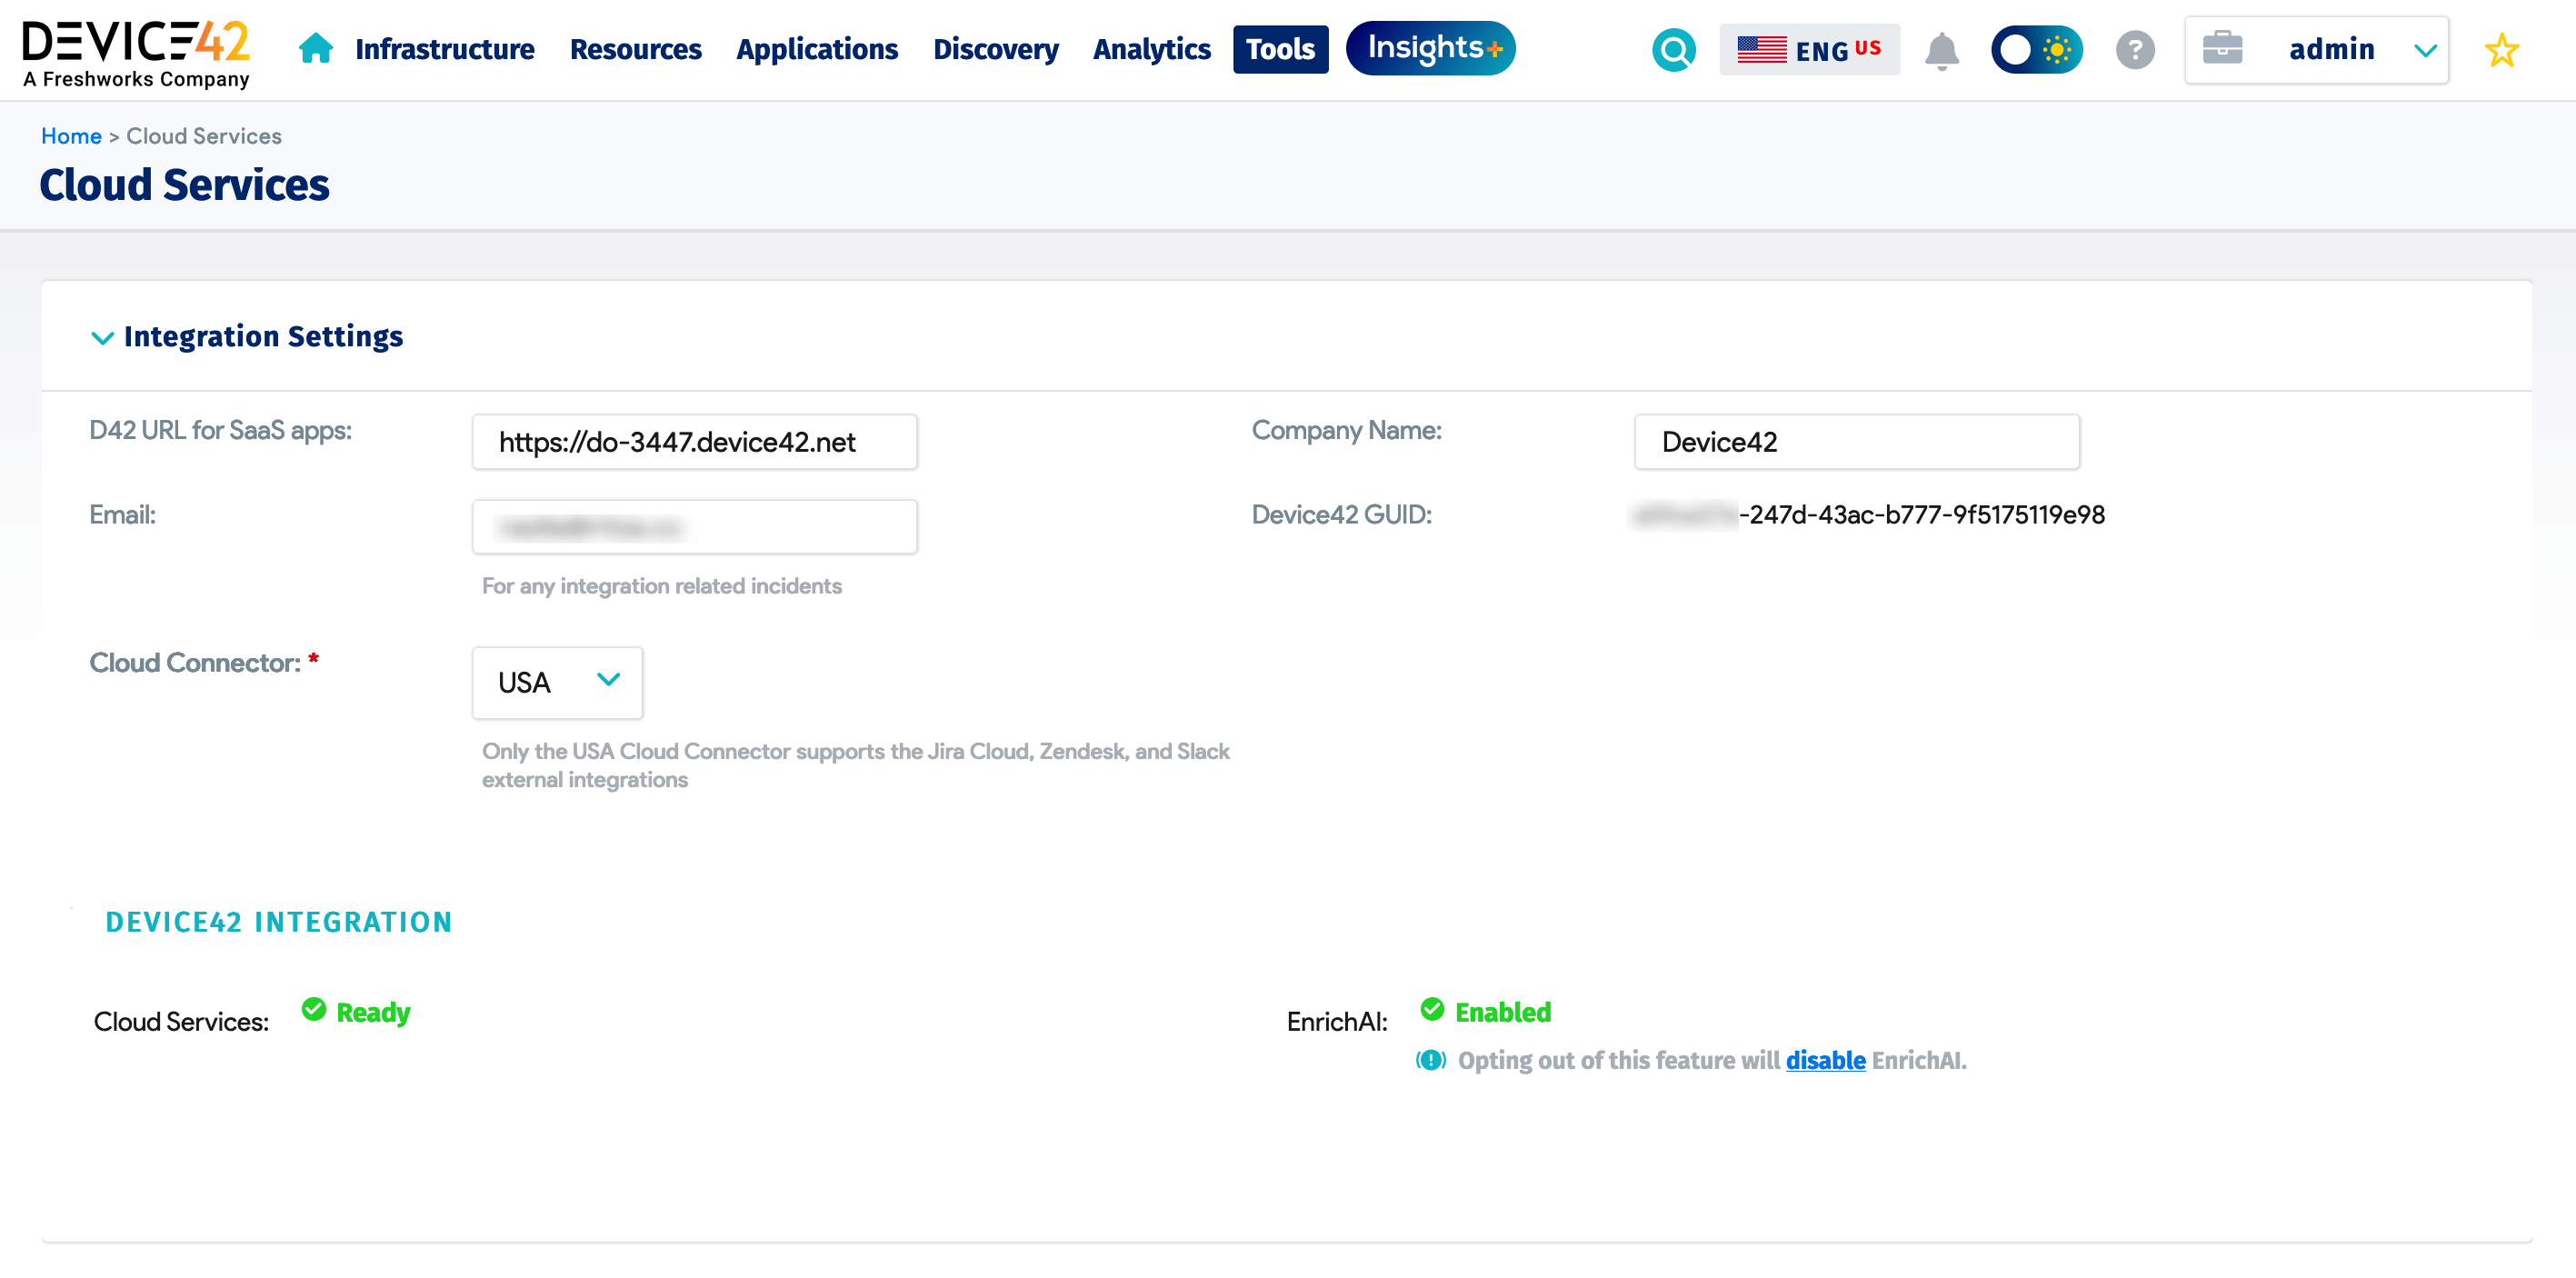 DEVICE42
A Freshworks Company
Infrastructure Resources Applications Discovery Analytics Tools Insights+ ENG US ? admin
Home > Cloud Services
Cloud Services
Integration Settings
D42 URL for SaaS apps: https://do-3447.device42.net Company Name: Device42
Email: Device42 GUID: -247d-43ac-b777-9f5175119e98
For any integration related incidents
Cloud Connector: * USA
Only the USA Cloud Connector supports the Jira Cloud, Zendesk, and Slack
external integrations
DEVICE42 INTEGRATION
Cloud Services: Ready EnrichAI: Enabled
Opting out of this feature will disable EnrichAI.